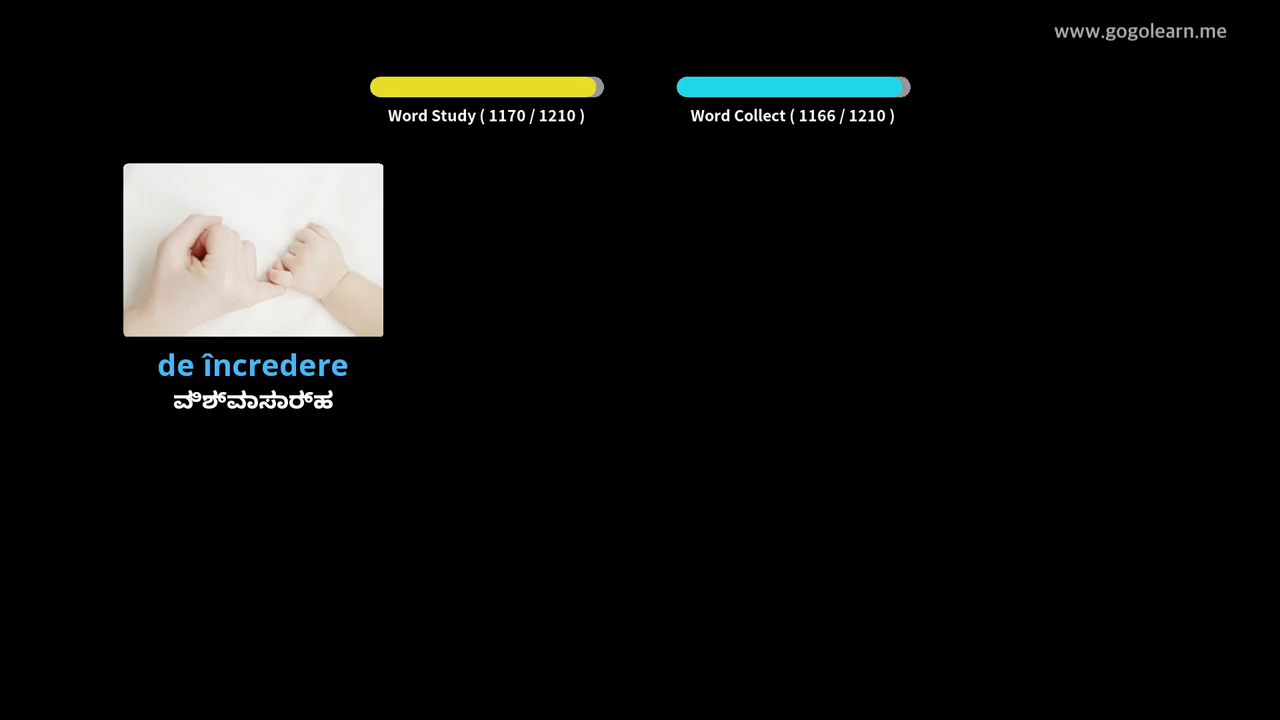 www.gogolearn.me
Word Study ( 1170 / 1210 )
Word Collect ( 1166 / 1210 )
de încredere
ವಿಶ್ವಾಸಾರ್ಹ